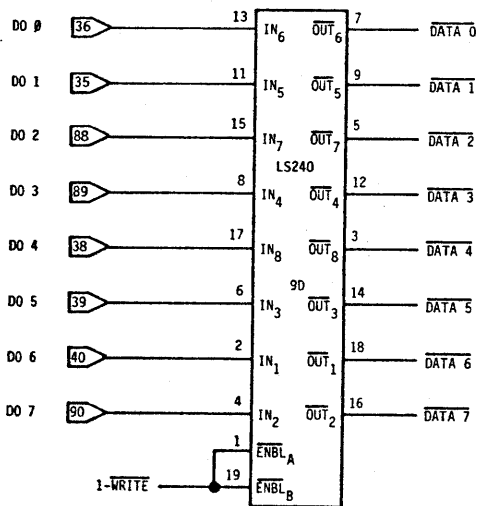 DO 0 36 13 IN6 OUT6 7 DATA 0
DO 1 35 11 IN5 OUT5 9 DATA 1
DO 2 88 15 IN7 OUT7 5 DATA 2
LS240
DO 3 89 8 IN4 OUT4 12 DATA 3
DO 4 38 17 IN8 OUT8 3 DATA 4
9D
DO 5 39 6 IN3 OUT3 14 DATA 5
DO 6 40 2 IN1 OUT1 18 DATA 6
DO 7 90 4 IN2 OUT2 16 DATA 7
1 ENBLA
1-WRITE 19 ENBLB